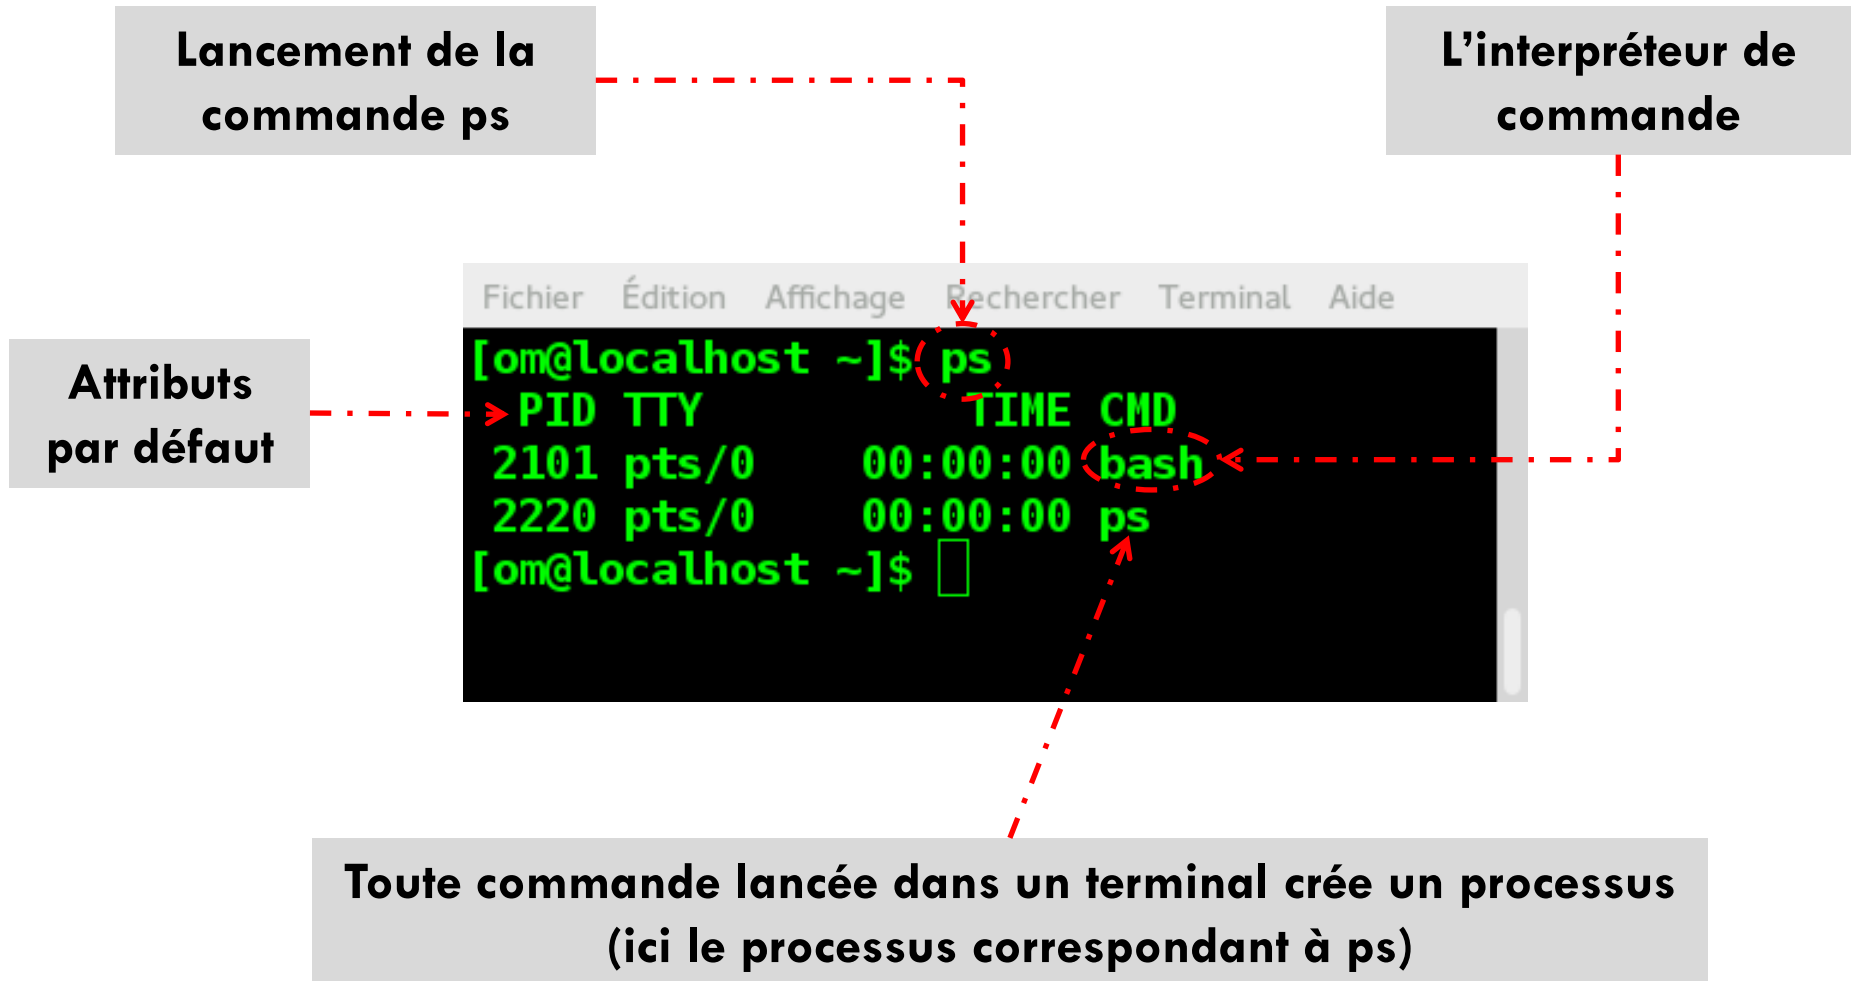 Lancement de la
commande ps
L’interpréteur de
commande
Fichier Édition Affichage Rechercher Terminal Aide
[om@localhost ~]$ ps
Attributs
par défaut
PID TTY TIME CMD
2101 pts/0 00:00:00 bash
2220 pts/0 00:00:00 ps
[om@localhost ~]$
Toute commande lancée dans un terminal crée un processus
(ici le processus correspondant à ps)